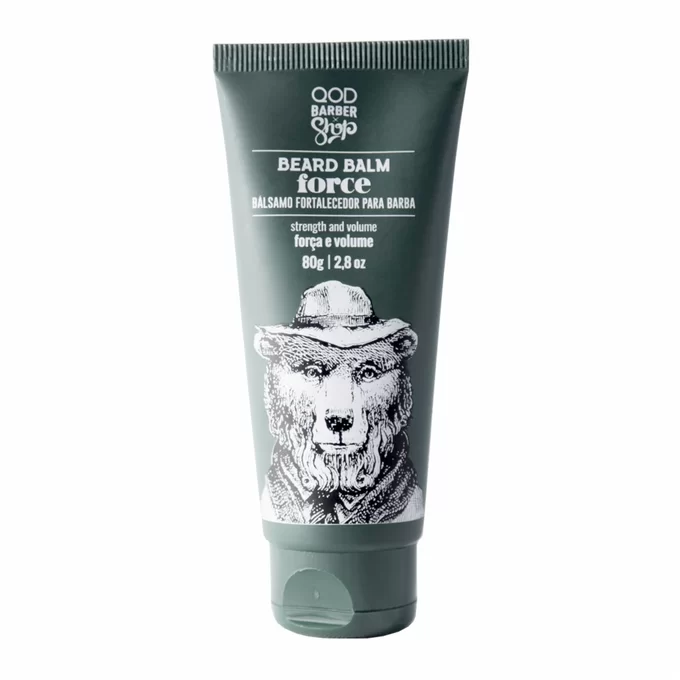 QOD
BARBER
Shop
BEARD BALM
force
BÁLSAMO FORTALECEDOR PARA BARBA
strength and volume
força e volume
80g | 2,8 oz